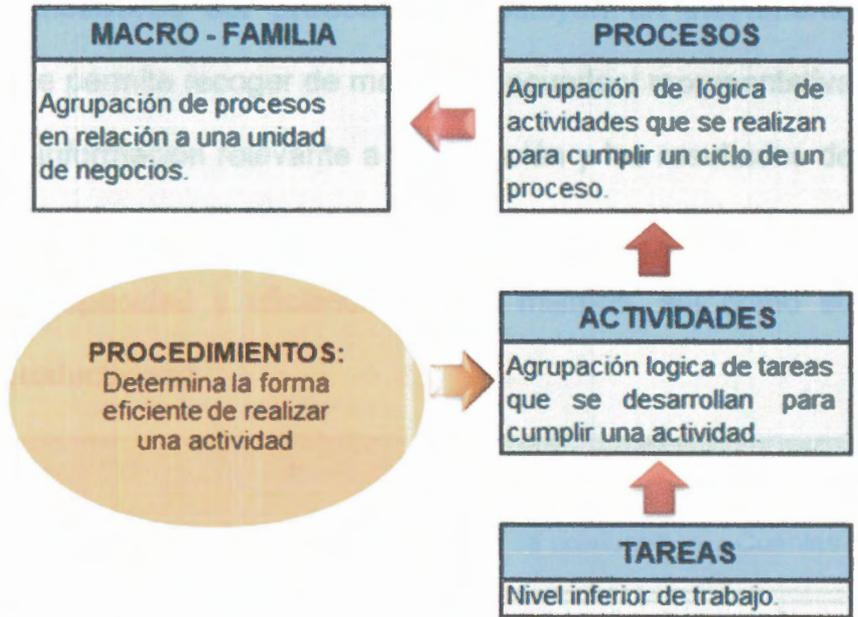 MACRO - FAMILIA
Agrupación de procesos
en relación a una unidad
de negocios.
PROCESOS
Agrupación de lógica de
actividades que se realizan
para cumplir un ciclo de un
proceso.
PROCEDIMIENTOS:
Determina la forma
eficiente de realizar
una actividad
ACTIVIDADES
Agrupación logica de tareas
que se desarrollan para
cumplir una actividad.
TAREAS
Nivel inferior de trabajo.